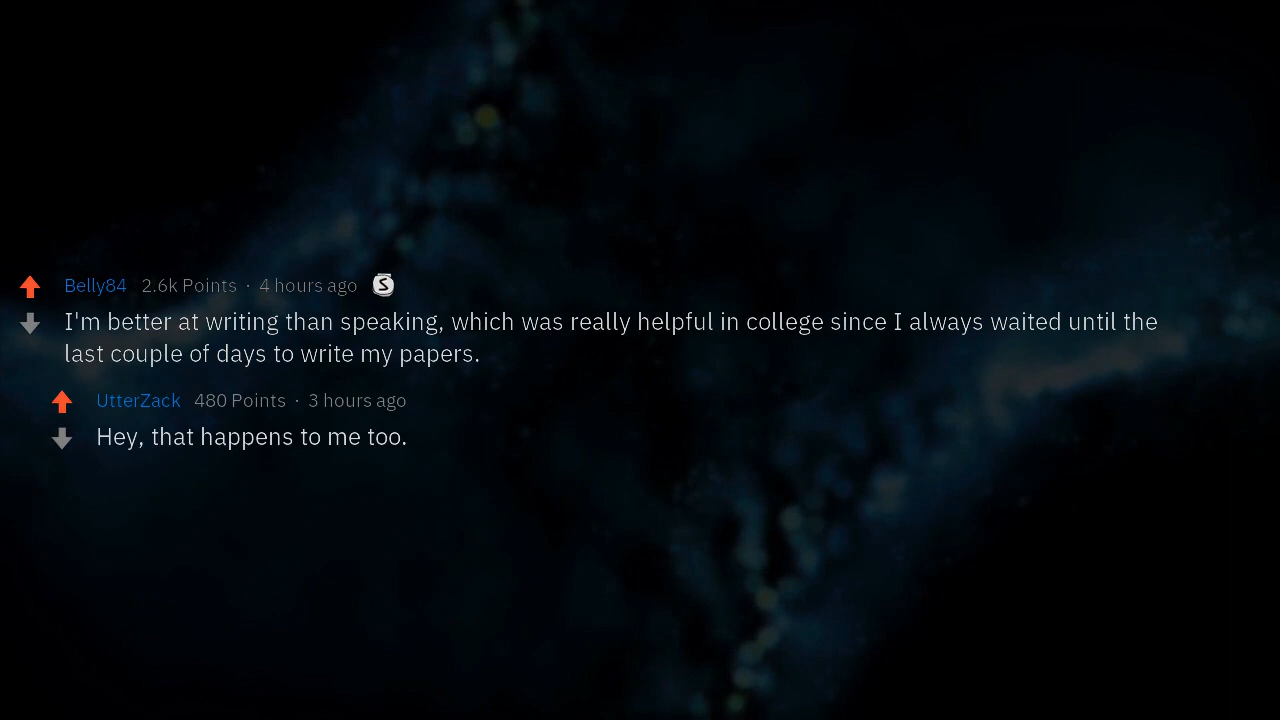 Belly84 2.6k Points · 4 hours ago S
I'm better at writing than speaking, which was really helpful in college since I always waited until the
last couple of days to write my papers.
UtterZack 480 Points · 3 hours ago
Hey, that happens to me too.